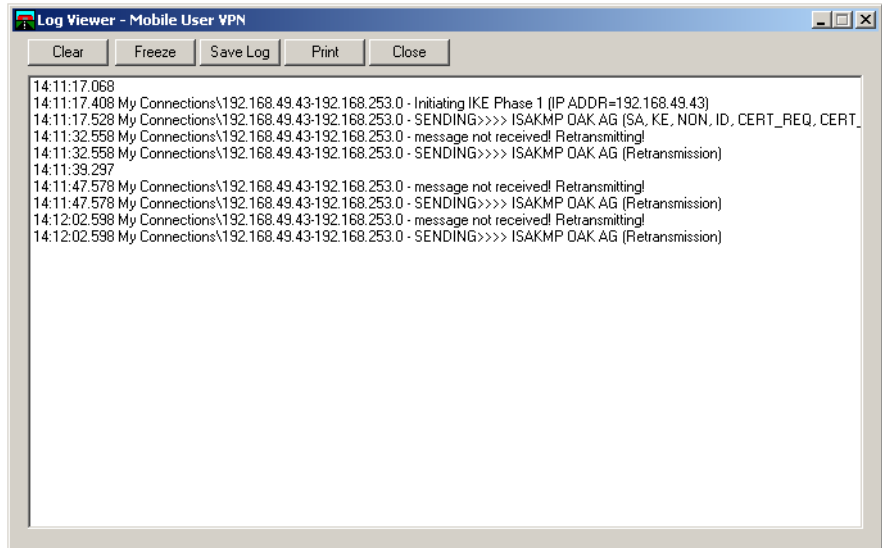 Log Viewer - Mobile User VPN
Clear Freeze Save Log Print Close
14:11:17.068
14:11:17.408 My Connections\192.168.49.43-192.168.253.0 - Initiating IKE Phase 1 (IP ADDR=192.168.49.43)
14:11:17.528 My Connections\192.168.49.43-192.168.253.0 - SENDING>>>> ISAKMP OAK AG (SA, KE, NON, ID, CERT_REQ, CERT_
14:11:32.558 My Connections\192.168.49.43-192.168.253.0 - message not received! Retransmitting!
14:11:32.558 My Connections\192.168.49.43-192.168.253.0 - SENDING>>>> ISAKMP OAK AG (Retransmission)
14:11:39.297
14:11:47.578 My Connections\192.168.49.43-192.168.253.0 - message not received! Retransmitting!
14:11:47.578 My Connections\192.168.49.43-192.168.253.0 - SENDING>>>> ISAKMP OAK AG (Retransmission)
14:12:02.598 My Connections\192.168.49.43-192.168.253.0 - message not received! Retransmitting!
14:12:02.598 My Connections\192.168.49.43-192.168.253.0 - SENDING>>>> ISAKMP OAK AG (Retransmission)